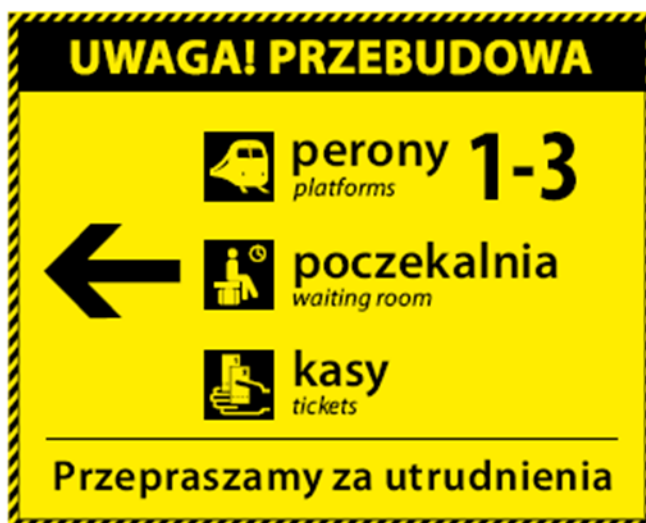 UWAGA! PRZEBUDOWA
perony 1-3
platforms
poczekalnia
waiting room
kasy
tickets
Przepraszamy za utrudnienia